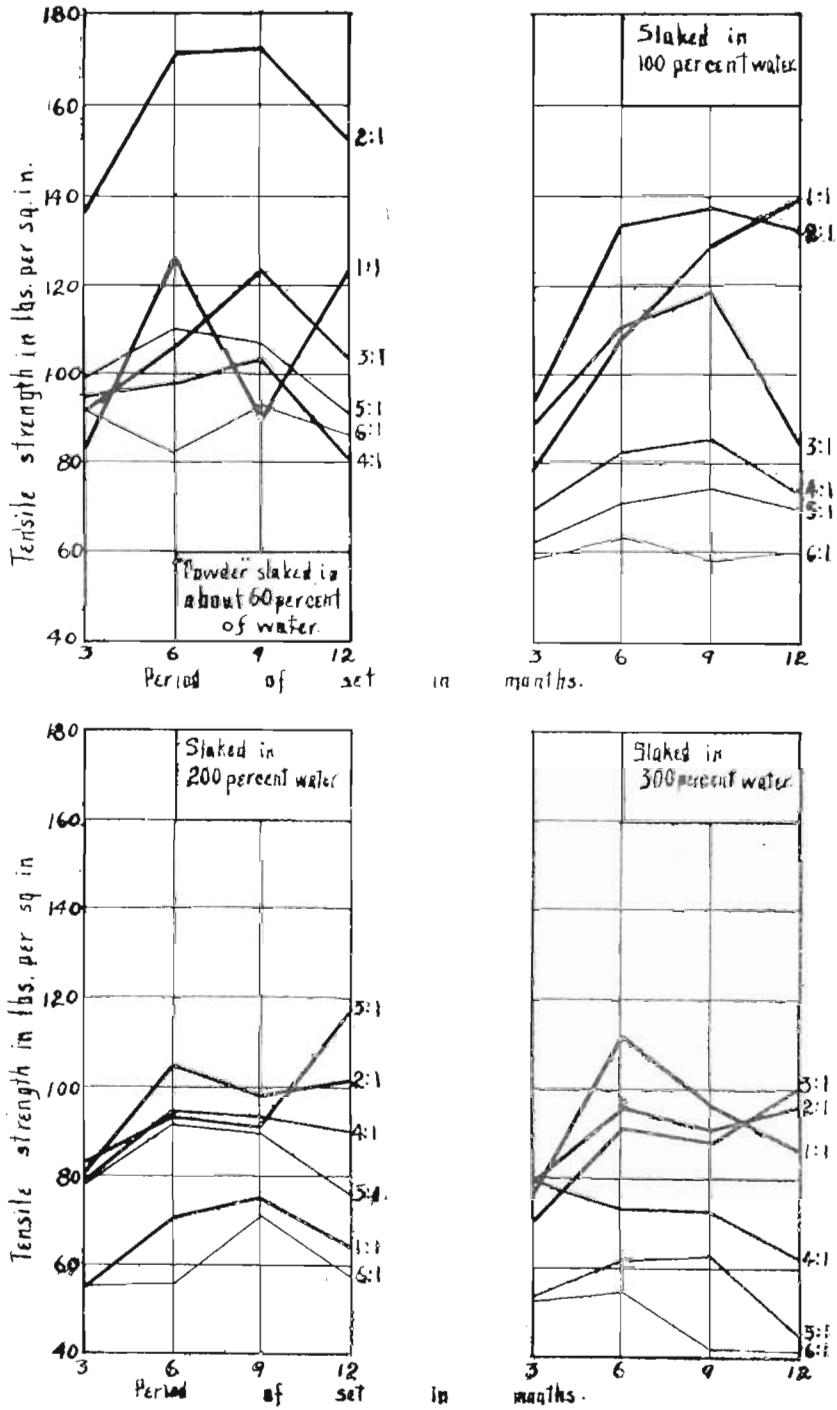 Tensile strength in lbs. per sq. in.
180
160
140
120
100
80
60
40
2:1
1:1
3:1
5:1
6:1
4:1
"Powder" slaked in
about 60 percent
of water.
3 6 9 12
Slaked in
100 percent water
1:1
2:1
3:1
4:1
5:1
6:1
3 6 9 12
Period of set in months.
Tensile strength in lbs. per sq in
180
160
140
120
100
80
60
40
Slaked in
200 percent water
3:1
2:1
4:1
5:1
1:1
6:1
3 6 9 12
Slaked in
300 percent water
3:1
2:1
1:1
4:1
5:1
6:1
3 6 9 12
Period of set in months.